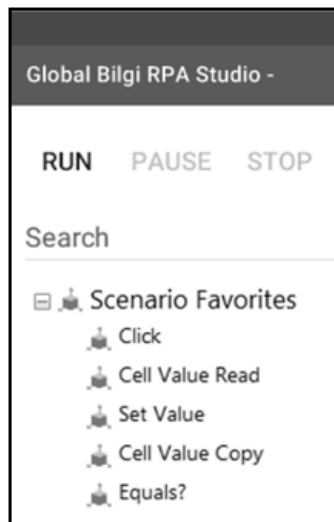 Global Bilgi RPA Studio -
RUN PAUSE STOP
Search
Scenario Favorites
Click
Cell Value Read
Set Value
Cell Value Copy
Equals?